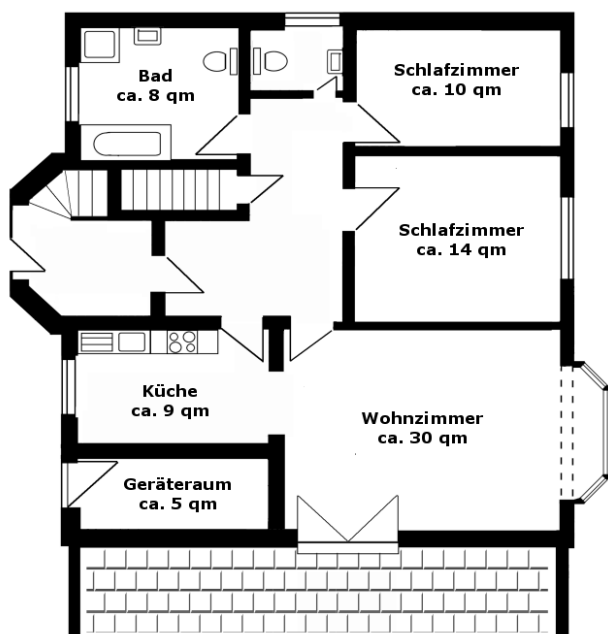 Bad
ca. 8 qm
Schlafzimmer
ca. 10 qm
Schlafzimmer
ca. 14 qm
Küche
ca. 9 qm
Wohnzimmer
ca. 30 qm
Geräteraum
ca. 5 qm